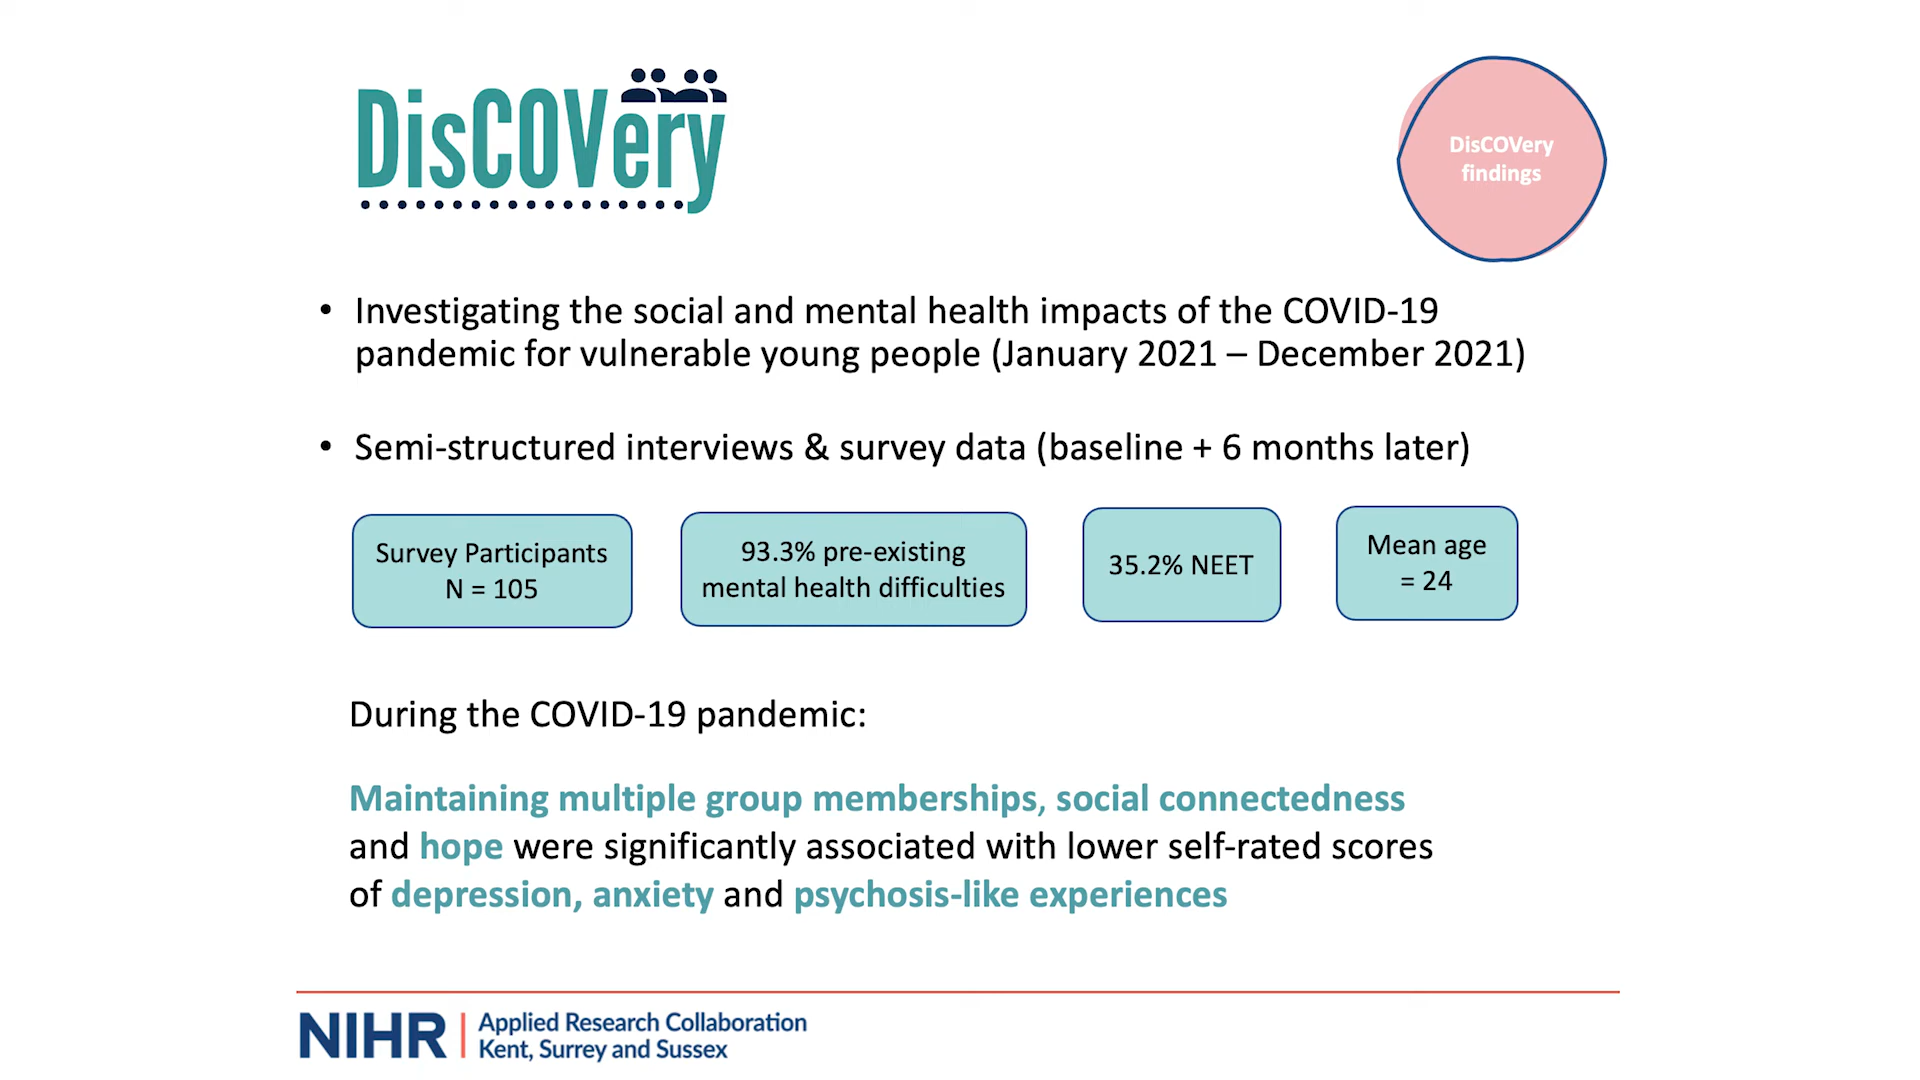 DisCOVery
DisCOVery
findings
• Investigating the social and mental health impacts of the COVID-19
pandemic for vulnerable young people (January 2021 – December 2021)
• Semi-structured interviews & survey data (baseline + 6 months later)
Survey Participants
N = 105
93.3% pre-existing
mental health difficulties
35.2% NEET
Mean age
= 24
During the COVID-19 pandemic:
Maintaining multiple group memberships, social connectedness
and hope were significantly associated with lower self-rated scores
of depression, anxiety and psychosis-like experiences
NIHR | Applied Research Collaboration
Kent, Surrey and Sussex